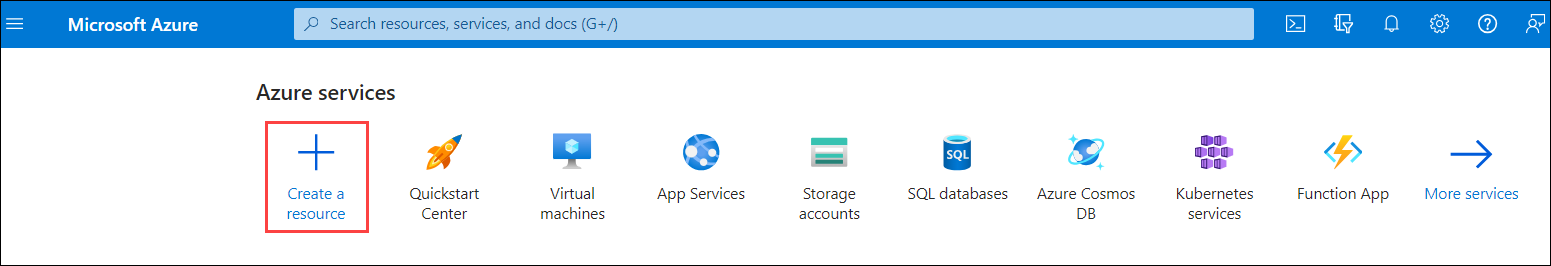 Microsoft Azure
Search resources, services, and docs (G+/)
Azure services
Create a
resource
Quickstart
Center
Virtual
machines
App Services
Storage
accounts
SQL
SQL databases
Azure Cosmos
DB
Kubernetes
services
Function App
More services